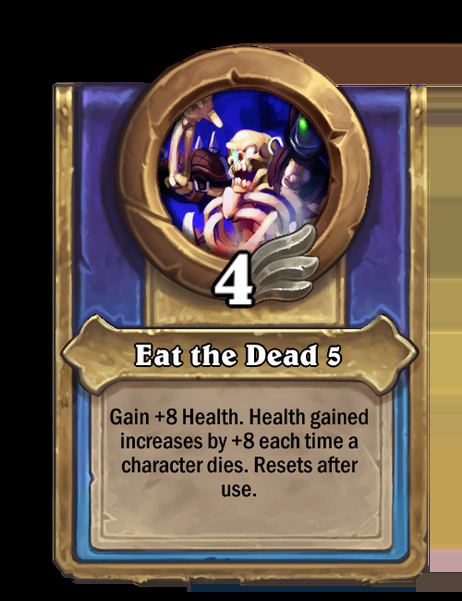 4
Eat the Dead 5
Gain +8 Health. Health gained
increases by +8 each time a
character dies. Resets after
use.